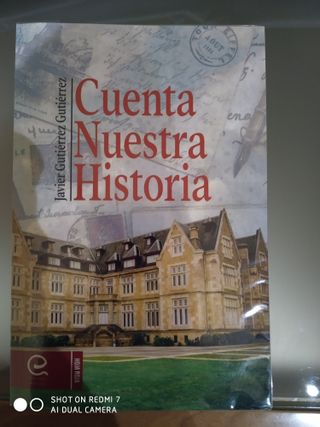 Cuenta
Nuestra
Historia
Javier Gutiérrez Gutiérrez
SHOT ON REDMI 7
AI DUAL CAMERA